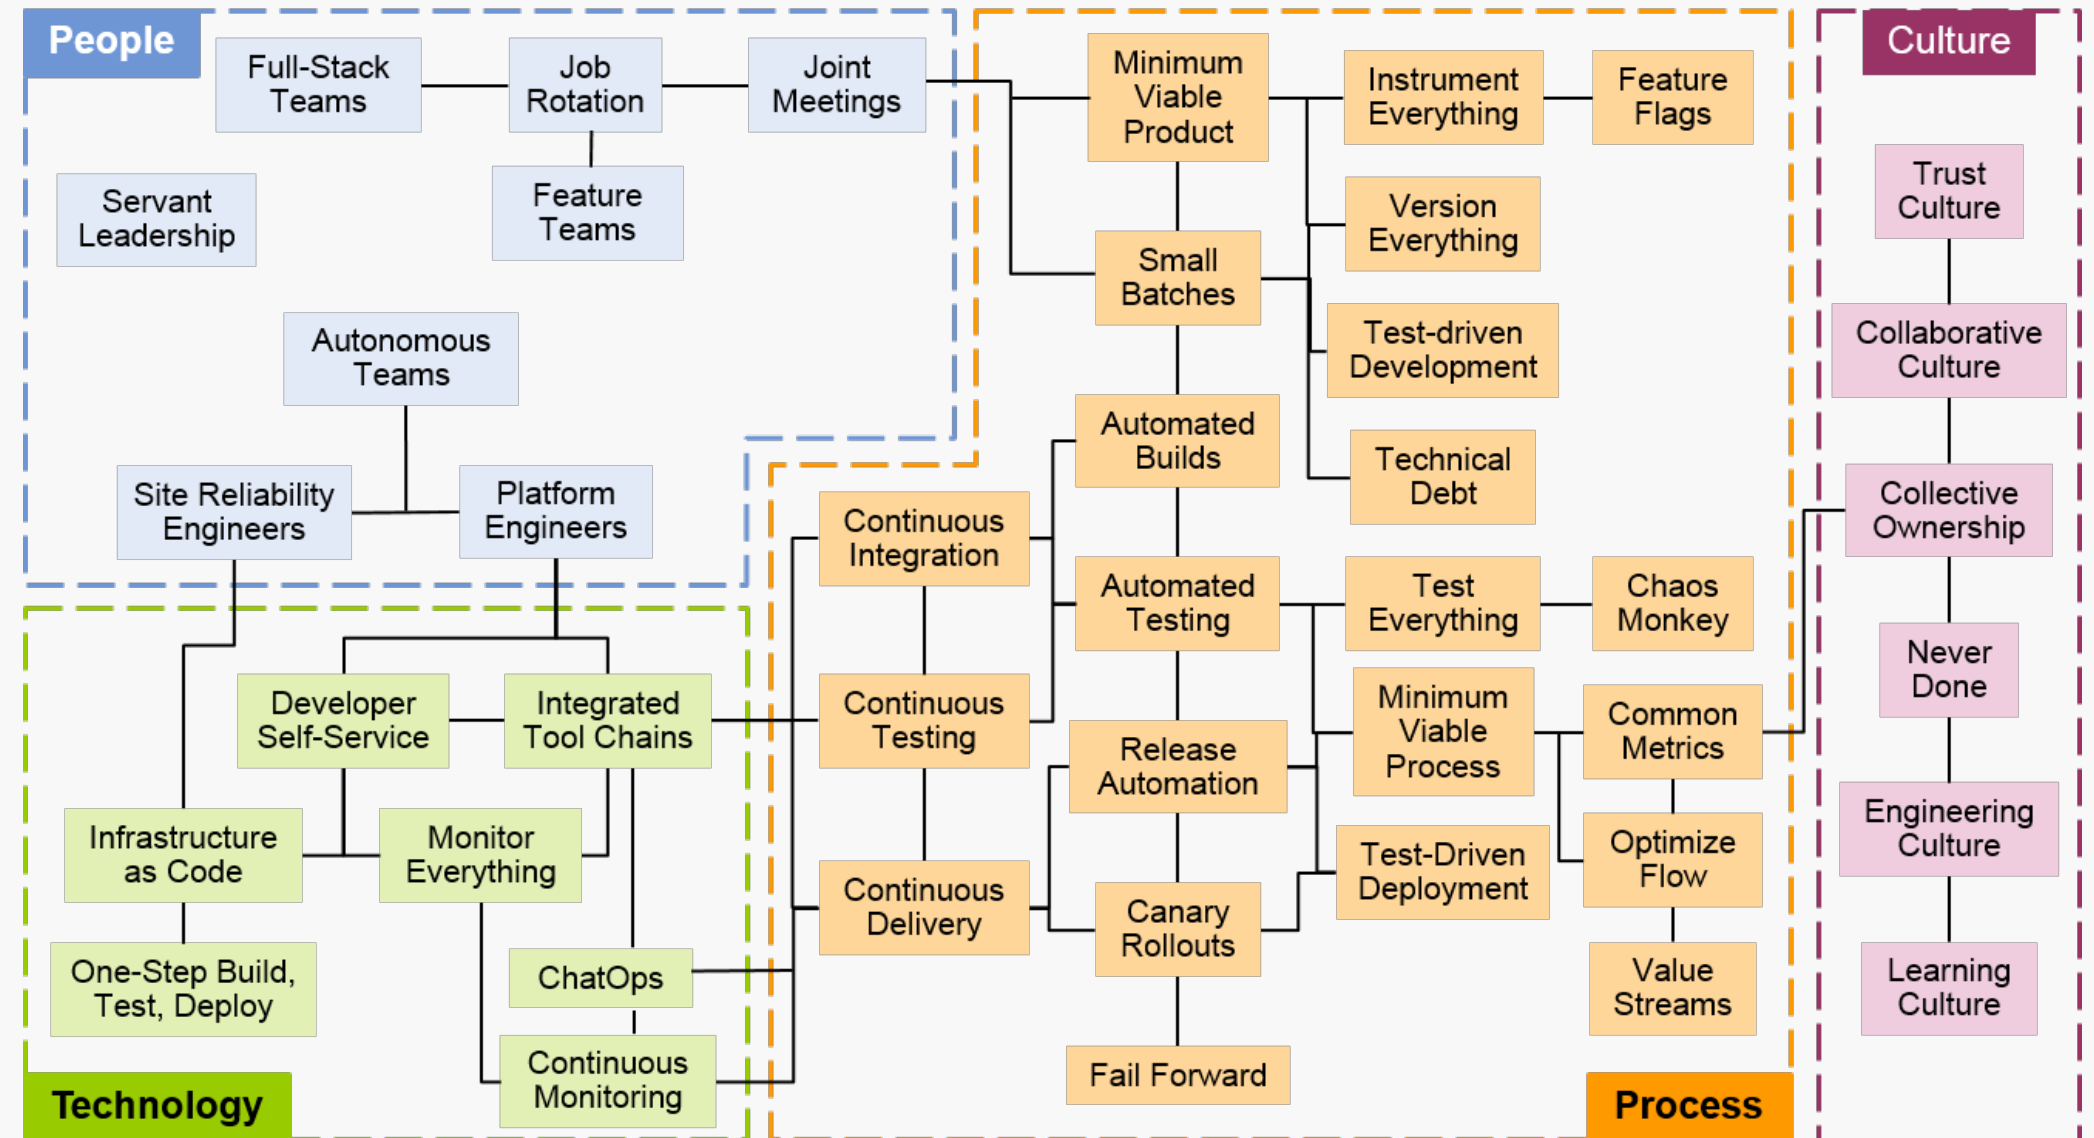 People
Full-Stack
Teams
Job
Rotation
Joint
Meetings
Servant
Leadership
Feature
Teams
Autonomous
Teams
Site Reliability
Engineers
Platform
Engineers
Developer
Self-Service
Integrated
Tool Chains
Infrastructure
as Code
Monitor
Everything
One-Step Build,
Test, Deploy
ChatOps
Continuous
Monitoring
Technology
Minimum
Viable
Product
Instrument
Everything
Feature
Flags
Version
Everything
Small
Batches
Test-driven
Development
Automated
Builds
Technical
Debt
Continuous
Integration
Automated
Testing
Test
Everything
Chaos
Monkey
Continuous
Testing
Release
Automation
Minimum
Viable
Process
Common
Metrics
Continuous
Delivery
Canary
Rollouts
Test-Driven
Deployment
Optimize
Flow
Value
Streams
Fail Forward
Process
Culture
Trust
Culture
Collaborative
Culture
Collective
Ownership
Never
Done
Engineering
Culture
Learning
Culture